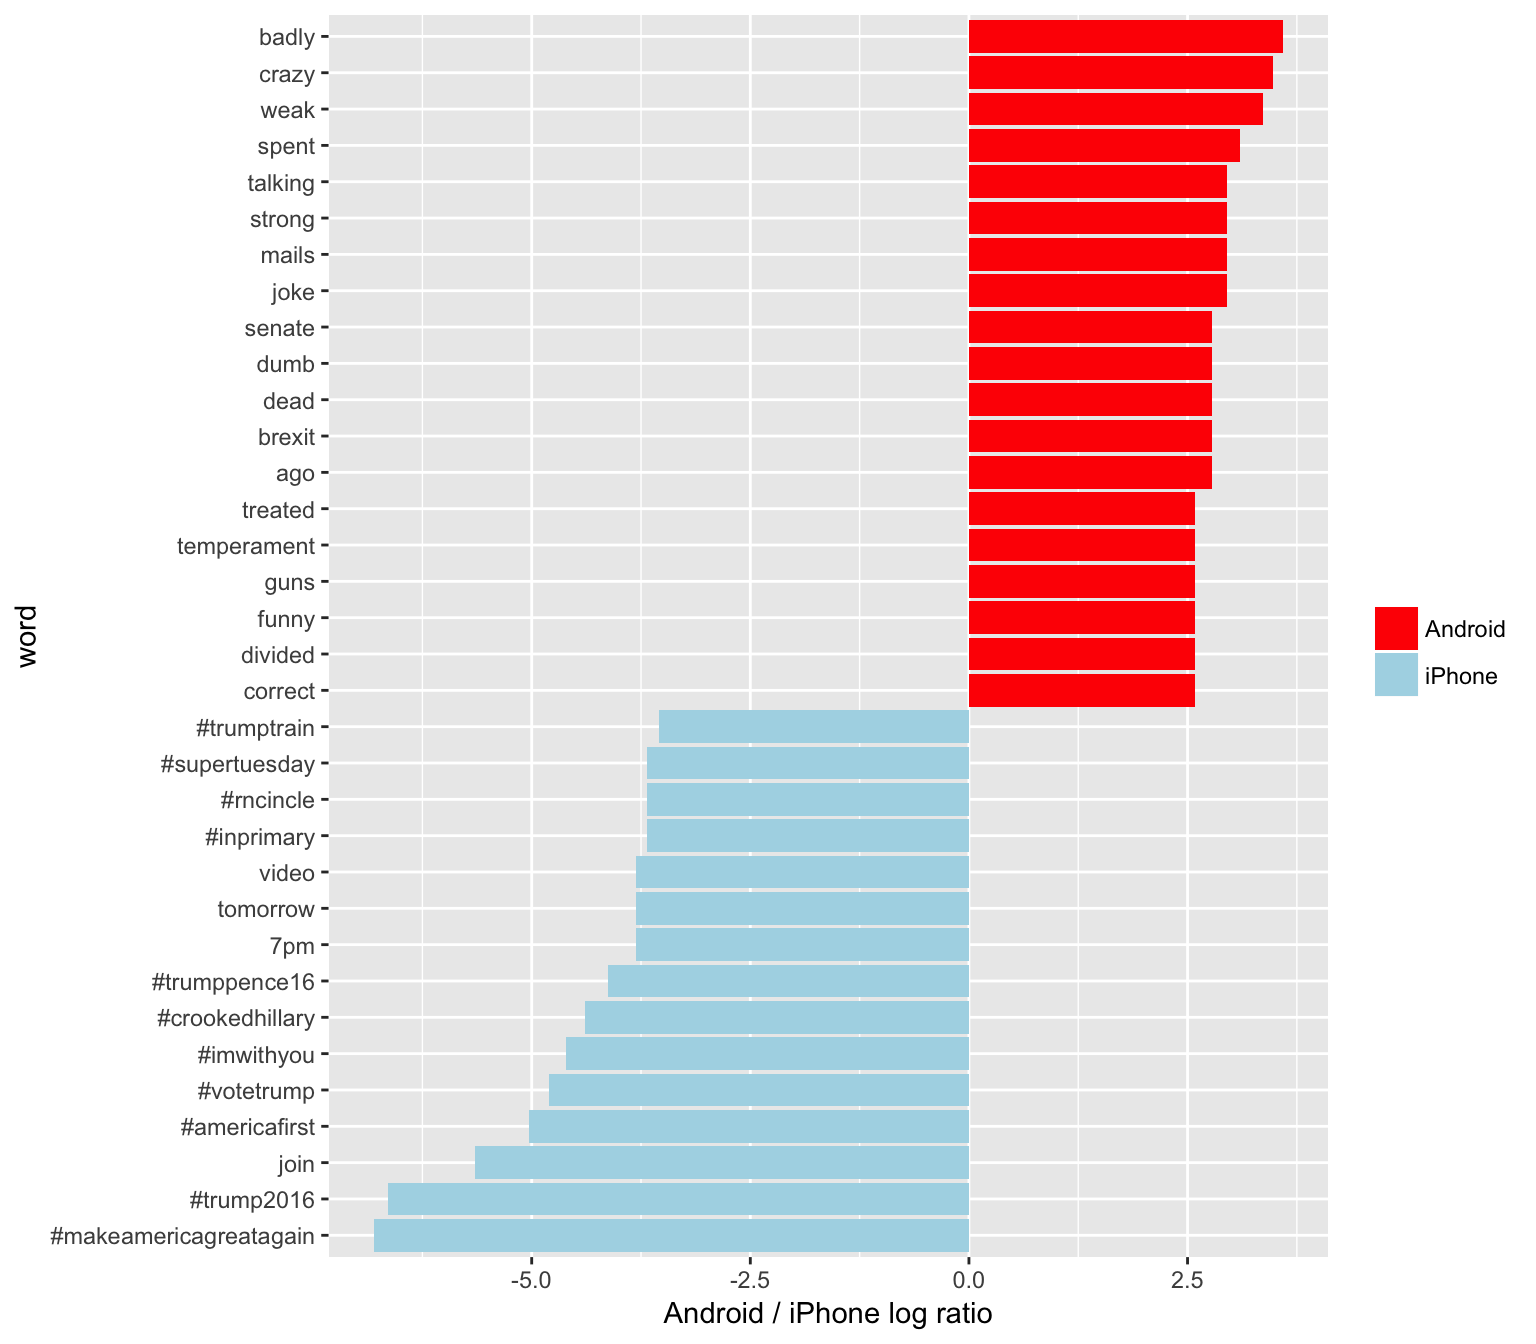 badly
crazy
weak
spent
talking
strong
mails
joke
senate
dumb
dead
brexit
ago
treated
temperament
guns
funny
divided
correct
#trumptrain
#supertuesday
#rncincle
#inprimary
video
tomorrow
7pm
#trumppence16
#crookedhillary
#imwithyou
#votetrump
#americafirst
join
#trump2016
#makeamericagreatagain
word
-5.0 -2.5 0.0 2.5
Android / iPhone log ratio
Android
iPhone